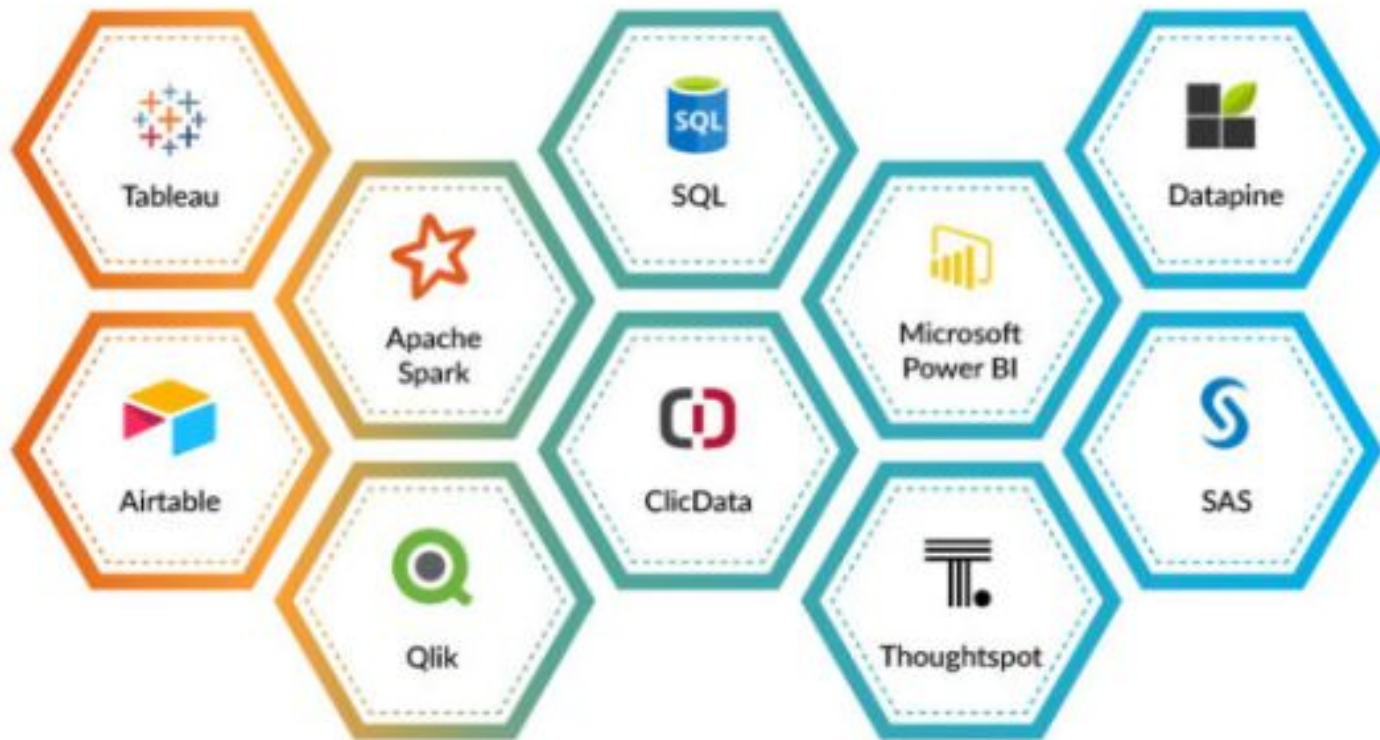 Tableau
SQL
SQL
Datapine
Apache
Spark
Microsoft
Power BI
Airtable
ClicData
SAS
Qlik
Thoughtspot